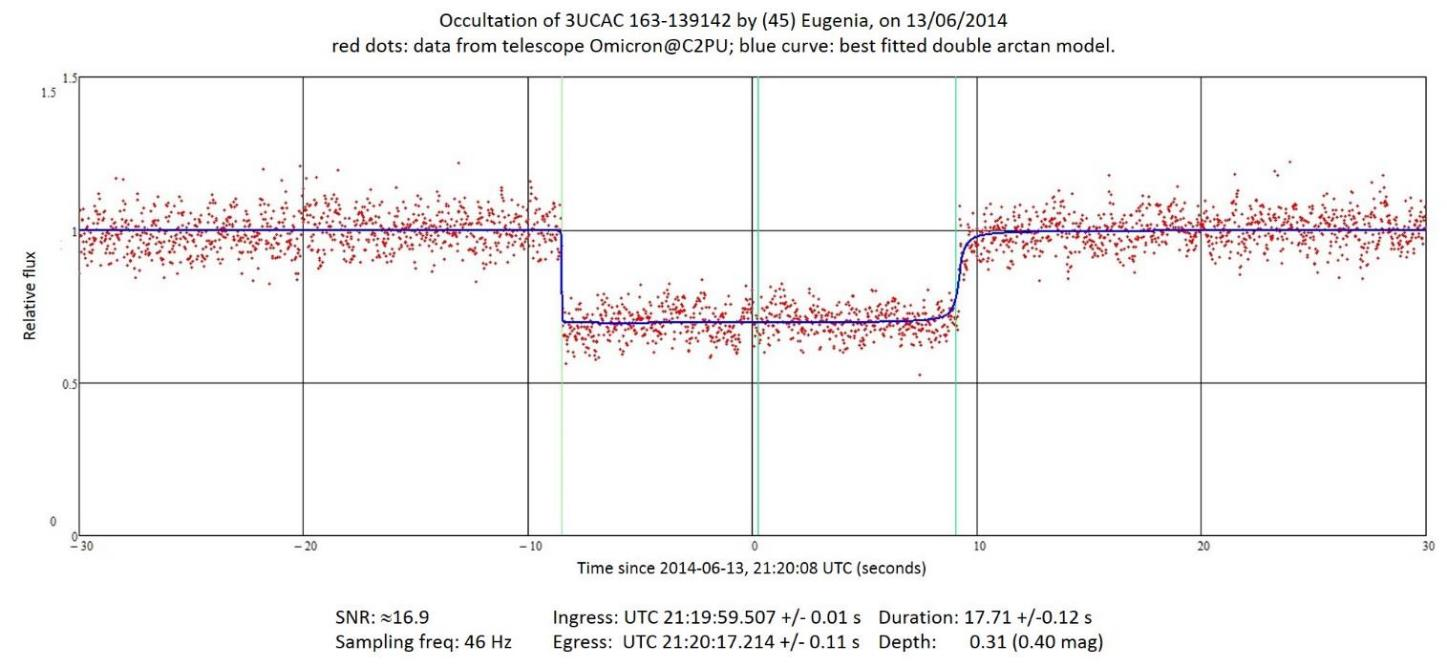 Occultation of 3UCAC 163-139142 by (45) Eugenia, on 13/06/2014
red dots: data from telescope Omicron@C2PU; blue curve: best fitted double arctan model.
1.5
1.5
1
0.5
0
0
Relative flux
−30 −20 −10 0 10 20 30
Time since 2014-06-13, 21:20:08 UTC (seconds)
SNR: ≈16.9 Ingress: UTC 21:19:59.507 +/- 0.01 s Duration: 17.71 +/-0.12 s
Sampling freq: 46 Hz Egress: UTC 21:20:17.214 +/- 0.11 s Depth: 0.31 (0.40 mag)